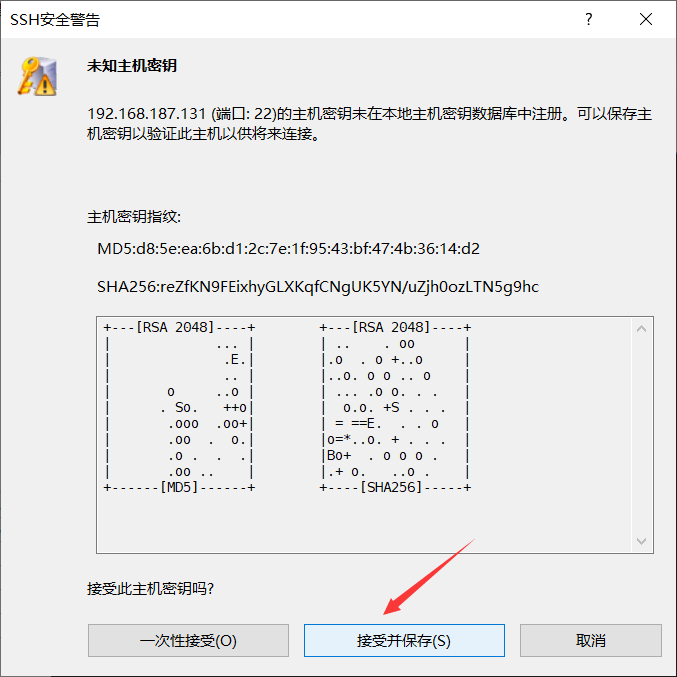 SSH安全警告
未知主机密钥
192.168.187.131 (端口: 22)的主机密钥未在本地主机密钥数据库中注册。可以保存主
机密钥以验证此主机以供将来连接。
主机密钥指纹:
MD5:d8:5e:ea:6b:d1:2c:7e:1f:95:43:bf:47:4b:36:14:d2
SHA256:reZfKN9FEixhyGLXKqfCNgUK5YN/uZjh0ozLTN5g9hc
+---[RSA 2048]----+        +---[RSA 2048]----+
|             ... |        | ..    . oo      |
|              .E.|        |.o  . o +..o     |
|              .. |        |..o. o o .. o    |
|       o     ..o |        | ... .o o. . .   |
|      . So.   ++o|        |  o.o. +S . . .  |
|       .ooo  .oo+|        | = ==E.  . . o   |
|       .oo  .  o.|        |o=*..o. + . . .  |
|       .o .  .  .|        |Bo+  . o o o .   |
|       .oo ..    |        |.+ o.   ..o .    |
+------[MD5]------+        +----[SHA256]-----+
接受此主机密钥吗?
一次性接受(O) 接受并保存(S) 取消